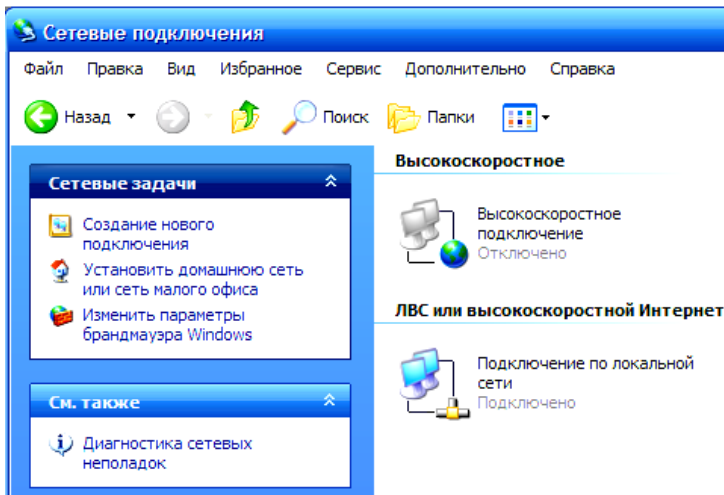 Сетевые подключения
Файл Правка Вид Избранное Сервис Дополнительно Справка
Назад Поиск Папки
Сетевые задачи
Создание нового
подключения
Установить домашнюю сеть
или сеть малого офиса
Изменить параметры
брандмауэра Windows
См. также
Диагностика сетевых
неполадок
Высокоскоростное
Высокоскоростное
подключение
Отключено
ЛВС или высокоскоростной Интернет
Подключение по локальной
сети
Подключено